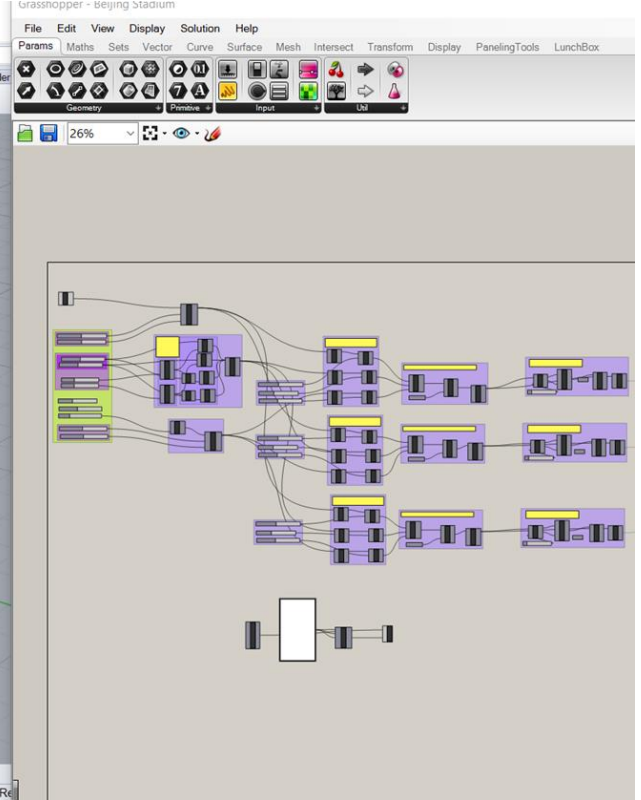 Grasshopper - Beijing Stadium
File Edit View Display Solution Help
Params Maths Sets Vector Curve Surface Mesh Intersect Transform Display PanelingTools LunchBox
Geometry Primitive Input Util
26%